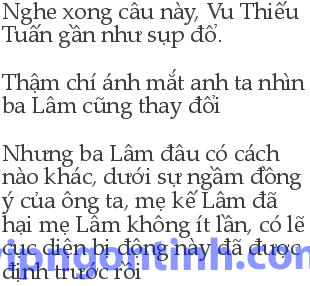 Nghe xong câu này, Vu Thiếu
Tuấn gần như sụp đổ.
Thậm chí ánh mắt anh ta nhìn
ba Lâm cũng thay đổi
Nhưng ba Lâm đâu có cách
nào khác, dưới sự ngầm đồng
ý của ông ta, mẹ kế Lâm đã
hại mẹ Lâm không ít lần, có lẽ
cục diện bị động này đã được
định trước rồi